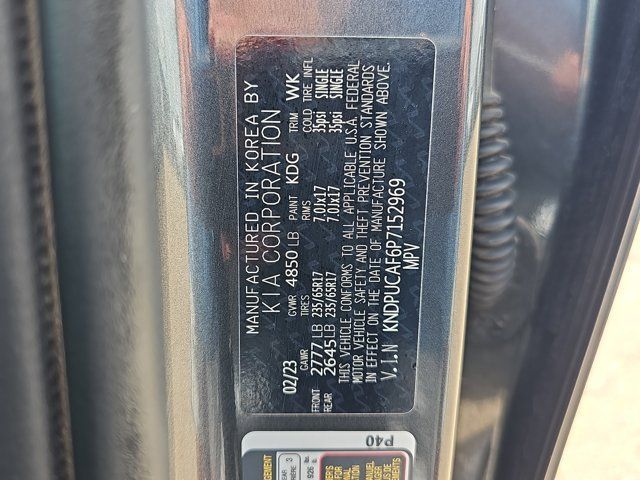 MANUFACTURED IN KOREA BY
KIA CORPORATION
02/23 GVWR 4850 LB PAINT KDG TRIM WK
GAWR TIRES RIMS COLD TIRE INFL
FRONT 2777 LB 235/65R17 7.0Jx17 35psi SINGLE
REAR 2645 LB 235/65R17 7.0Jx17 35psi SINGLE
THIS VEHICLE CONFORMS TO ALL APPLICABLE U.S.A. FEDERAL
MOTOR VEHICLE SAFETY AND THEFT PREVENTION STANDARDS
IN EFFECT ON THE DATE OF MANUFACTURE SHOWN ABOVE.
V.I.N KNDPUCAF6P7152969
MPV
P40